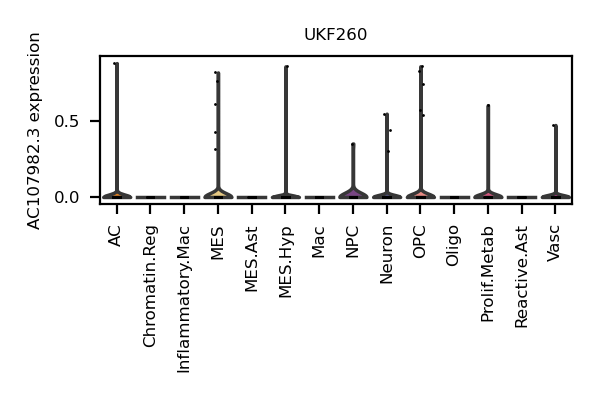 UKF260
AC107982.3 expression
0.5
0.0
AC
Chromatin.Reg
Inflammatory.Mac
MES
MES.Ast
MES.Hyp
Mac
NPC
Neuron
OPC
Oligo
Prolif.Metab
Reactive.Ast
Vasc